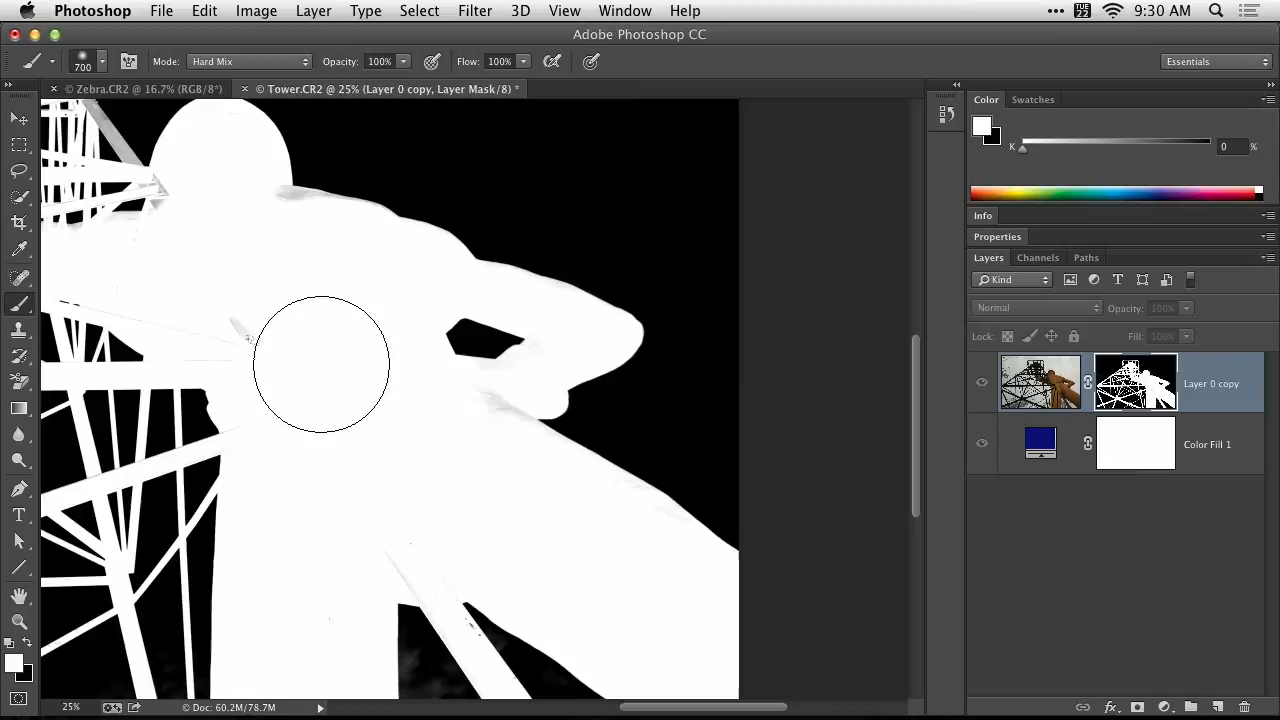 Photoshop File Edit Image Layer Type Select Filter 3D View Window Help TUE 22 9:30 AM
Adobe Photoshop CC
700 Mode: Hard Mix Opacity: 100% Flow: 100% Essentials
× © Zebra.CR2 @ 16.7% (RGB/8*) × © Tower.CR2 @ 25% (Layer 0 copy, Layer Mask/8) *
Color Swatches
K 0 %
Info
Properties
Layers Channels Paths
Kind
Normal Opacity: 100%
Lock: Fill: 100%
Layer 0 copy
Color Fill 1
25% © Doc: 60.2M/78.7M